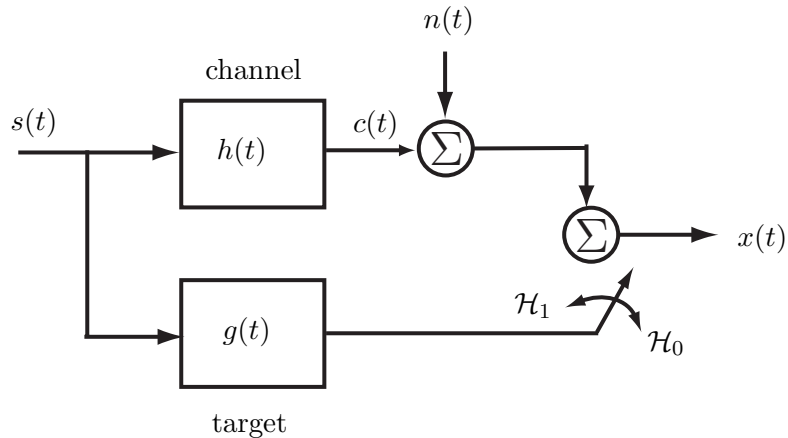 n(t)
channel
s(t)
h(t)
c(t)
Σ
Σ
x(t)
g(t)
ℋ₁
ℋ₀
target